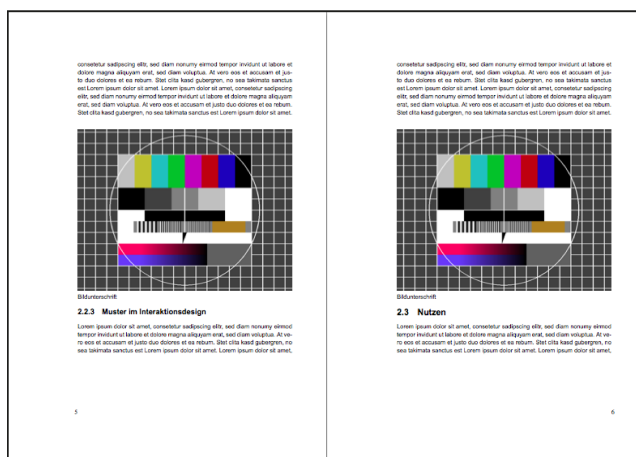 consetetur sadipscing elitr, sed diam nonumy eirmod tempor invidunt ut labore et
dolore magna aliquyam erat, sed diam voluptua. At vero eos et accusam et jus-
to duo dolores et ea rebum. Stet clita kasd gubergren, no sea takimata sanctus
est Lorem ipsum dolor sit amet. Lorem ipsum dolor sit amet, consetetur sadipscing
elitr, sed diam nonumy eirmod tempor invidunt ut labore et dolore magna aliquyam
erat, sed diam voluptua. At vero eos et accusam et justo duo dolores et ea rebum.
Stet clita kasd gubergren, no sea takimata sanctus est Lorem ipsum dolor sit amet.
Bildunterschrift
2.2.3 Muster im Interaktionsdesign
Lorem ipsum dolor sit amet, consetetur sadipscing elitr, sed diam nonumy eirmod
tempor invidunt ut labore et dolore magna aliquyam erat, sed diam voluptua. At ve-
ro eos et accusam et justo duo dolores et ea rebum. Stet clita kasd gubergren, no
sea takimata sanctus est Lorem ipsum dolor sit amet. Lorem ipsum dolor sit amet,
5
consetetur sadipscing elitr, sed diam nonumy eirmod tempor invidunt ut labore et
dolore magna aliquyam erat, sed diam voluptua. At vero eos et accusam et jus-
to duo dolores et ea rebum. Stet clita kasd gubergren, no sea takimata sanctus
est Lorem ipsum dolor sit amet. Lorem ipsum dolor sit amet, consetetur sadipscing
elitr, sed diam nonumy eirmod tempor invidunt ut labore et dolore magna aliquyam
erat, sed diam voluptua. At vero eos et accusam et justo duo dolores et ea rebum.
Stet clita kasd gubergren, no sea takimata sanctus est Lorem ipsum dolor sit amet.
Bildunterschrift
2.3 Nutzen
Lorem ipsum dolor sit amet, consetetur sadipscing elitr, sed diam nonumy eirmod
tempor invidunt ut labore et dolore magna aliquyam erat, sed diam voluptua. At ve-
ro eos et accusam et justo duo dolores et ea rebum. Stet clita kasd gubergren, no
sea takimata sanctus est Lorem ipsum dolor sit amet. Lorem ipsum dolor sit amet,
6